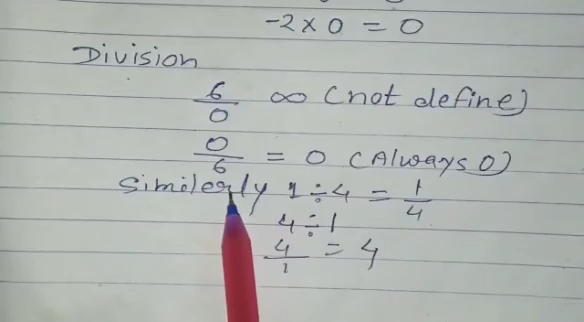 -2 × 0 = 0
Division
6/0 ∞ (not define)
0/6 = 0 (Always 0)
Similerly 1 ÷ 4 = 1/4
4 ÷ 1
4/1 = 4